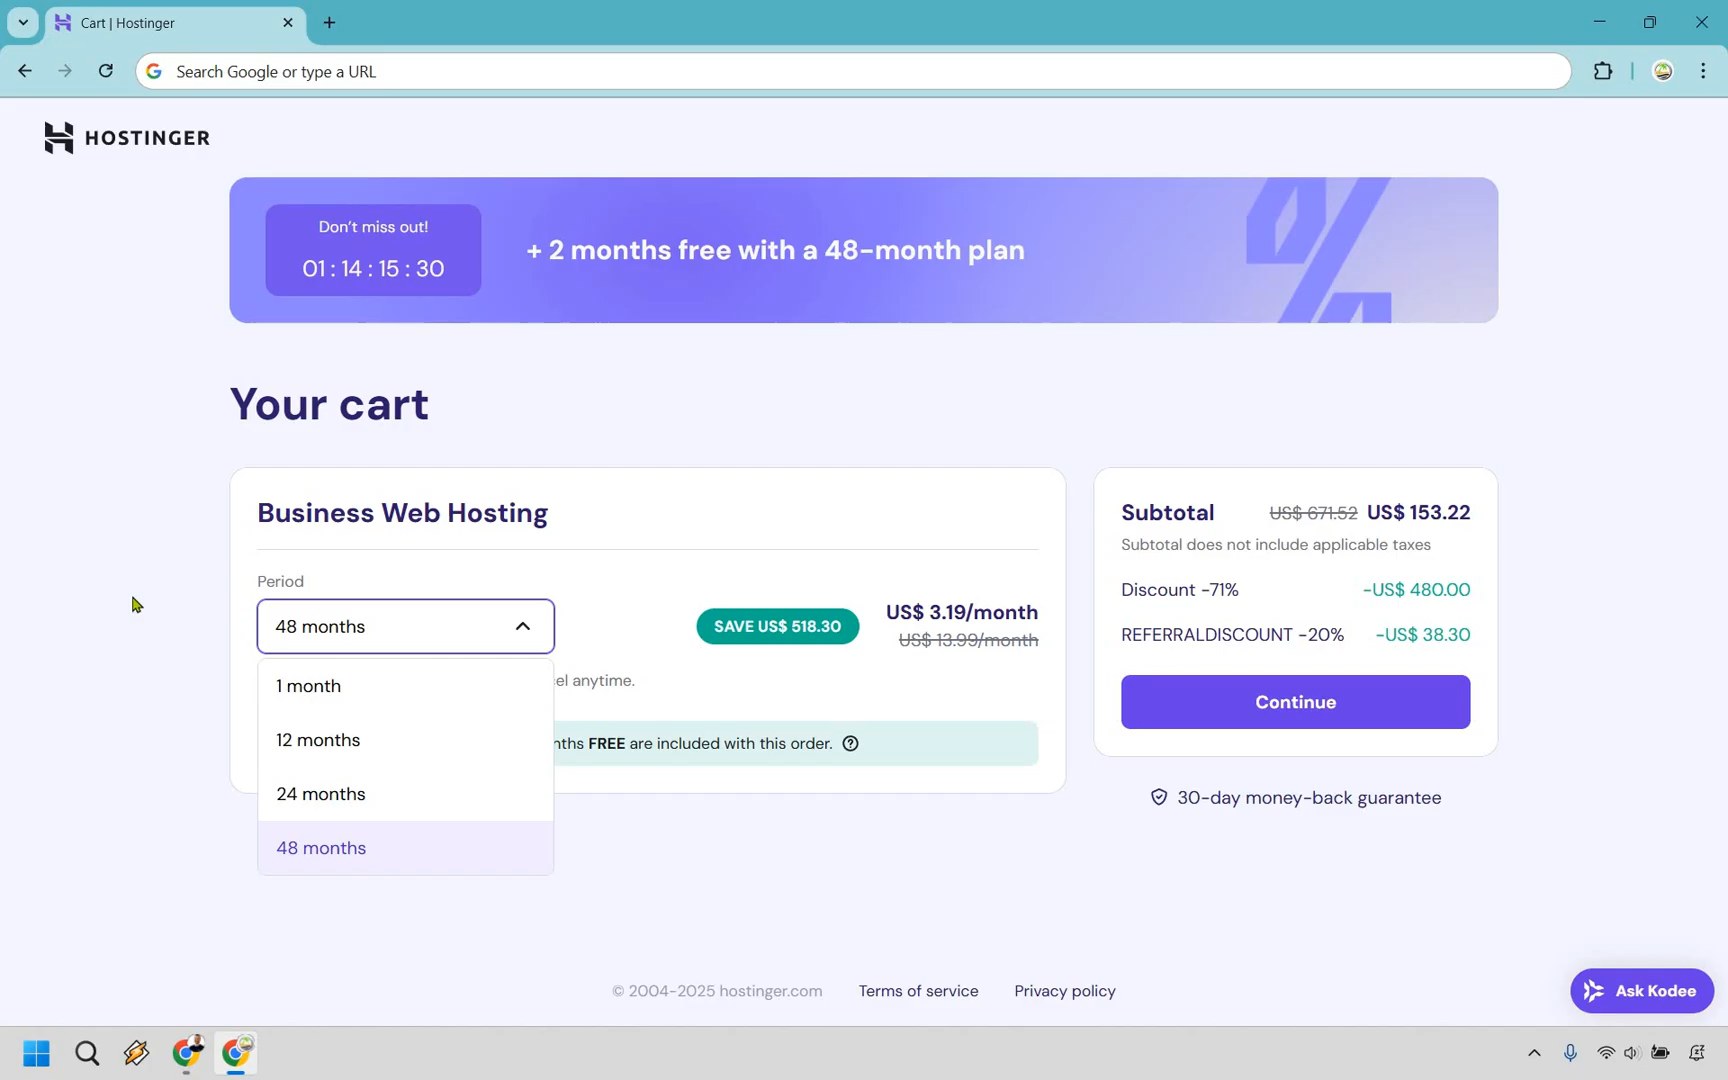 Cart | Hostinger
Search Google or type a URL
HOSTINGER
Don't miss out!
01 : 14 : 15 : 30
+ 2 months free with a 48-month plan
Your cart
Business Web Hosting
Period
48 months
SAVE US$ 518.30
US$ 3.19/month
US$ 13.99/month
el anytime.
1 month
12 months
24 months
48 months
nths FREE are included with this order.
Subtotal US$ 671.52 US$ 153.22
Subtotal does not include applicable taxes
Discount -71% -US$ 480.00
REFERRALDISCOUNT -20% -US$ 38.30
Continue
30-day money-back guarantee
© 2004-2025 hostinger.com Terms of service Privacy policy
Ask Kodee